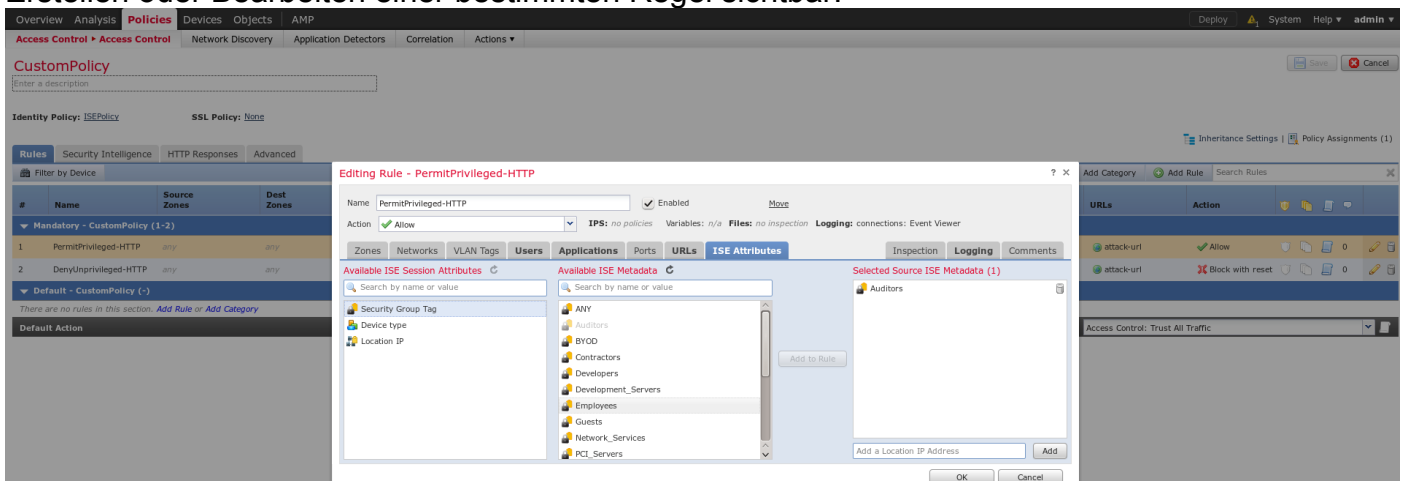 Erstellen oder Bearbeiten einer bestimmten Regel sichtbar:
Overview Analysis Policies Devices Objects AMP Deploy System Help ▾ admin ▾
Access Control ▸ Access Control Network Discovery Application Detectors Correlation Actions ▾
CustomPolicy Save Cancel
Enter a description
Identity Policy: ISEPolicy SSL Policy: None
Inheritance Settings | Policy Assignments (1)
Rules Security Intelligence HTTP Responses Advanced
Filter by Device Add Category Add Rule Search Rules
# Name Source Zones Dest Zones URLs Action
Mandatory - CustomPolicy (1-2)
1 PermitPrivileged-HTTP any any attack-url Allow 0
2 DenyUnprivileged-HTTP any any attack-url Block with reset 0
Default - CustomPolicy (-)
There are no rules in this section. Add Rule or Add Category
Default Action Access Control: Trust All Traffic
Editing Rule - PermitPrivileged-HTTP ? ×
Name PermitPrivileged-HTTP Enabled Move
Action Allow IPS: no policies Variables: n/a Files: no inspection Logging: connections: Event Viewer
Zones Networks VLAN Tags Users Applications Ports URLs ISE Attributes Inspection Logging Comments
Available ISE Session Attributes Available ISE Metadata Selected Source ISE Metadata (1)
Search by name or value Search by name or value Auditors
Security Group Tag ANY
Device type Auditors
Location IP BYOD
Contractors Add to Rule
Developers
Development_Servers
Employees
Guests
Network_Services
PCI_Servers Add a Location IP Address Add
OK Cancel